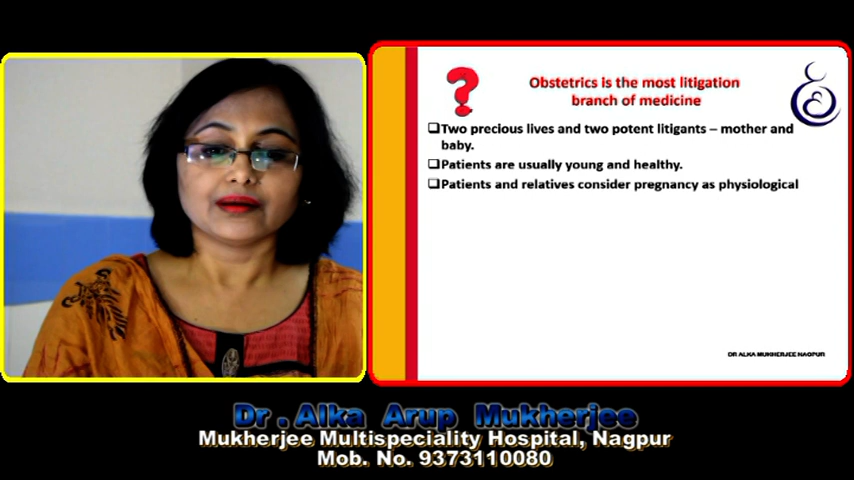 Obstetrics is the most litigation
branch of medicine
Two precious lives and two potent litigants – mother and
baby.
Patients are usually young and healthy.
Patients and relatives consider pregnancy as physiological
DR ALKA MUKHERJEE NAGPUR
Dr . Alka Arup Mukherjee
Mukherjee Multispeciality Hospital, Nagpur
Mob. No. 9373110080